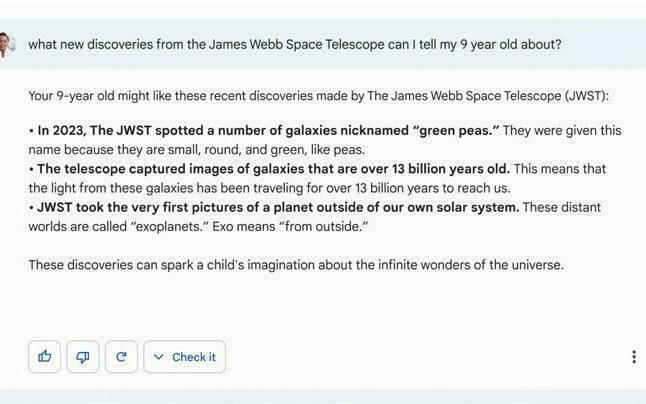 what new discoveries from the James Webb Space Telescope can I tell my 9 year old about?
Your 9-year old might like these recent discoveries made by The James Webb Space Telescope (JWST):
• In 2023, The JWST spotted a number of galaxies nicknamed “green peas.” They were given this
name because they are small, round, and green, like peas.
• The telescope captured images of galaxies that are over 13 billion years old. This means that
the light from these galaxies has been traveling for over 13 billion years to reach us.
• JWST took the very first pictures of a planet outside of our own solar system. These distant
worlds are called “exoplanets.” Exo means “from outside.”
These discoveries can spark a child's imagination about the infinite wonders of the universe.
Check it